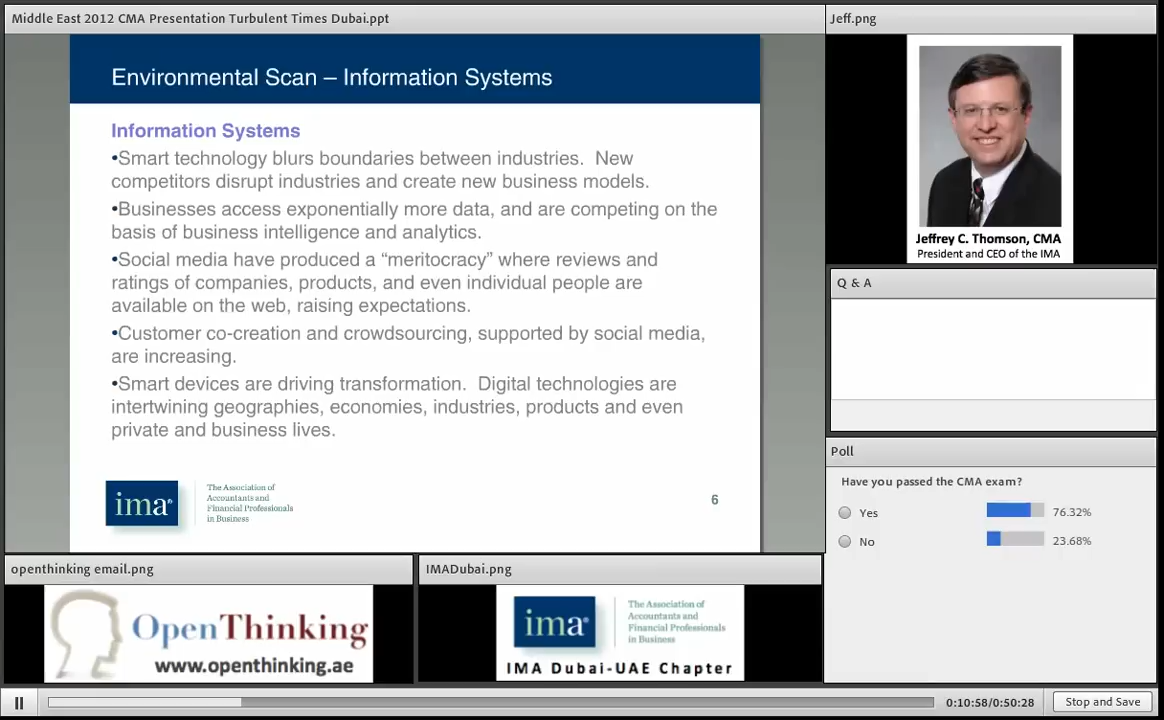 Middle East 2012 CMA Presentation Turbulent Times Dubai.ppt
Environmental Scan – Information Systems
Information Systems
•Smart technology blurs boundaries between industries.  New
competitors disrupt industries and create new business models.
•Businesses access exponentially more data, and are competing on the
basis of business intelligence and analytics.
•Social media have produced a “meritocracy” where reviews and
ratings of companies, products, and even individual people are
available on the web, raising expectations.
•Customer co-creation and crowdsourcing, supported by social media,
are increasing.
•Smart devices are driving transformation.  Digital technologies are
intertwining geographies, economies, industries, products and even
private and business lives.
ima®
The Association of
Accountants and
Financial Professionals
in Business
6
Jeff.png
Jeffrey C. Thomson, CMA
President and CEO of the IMA
Q & A
Poll
Have you passed the CMA exam?
Yes 76.32%
No 23.68%
openthinking email.png
OpenThinking
www.openthinking.ae
IMADubai.png
ima®
The Association of
Accountants and
Financial Professionals
in Business
IMA Dubai-UAE Chapter
0:10:58/0:50:28
Stop and Save